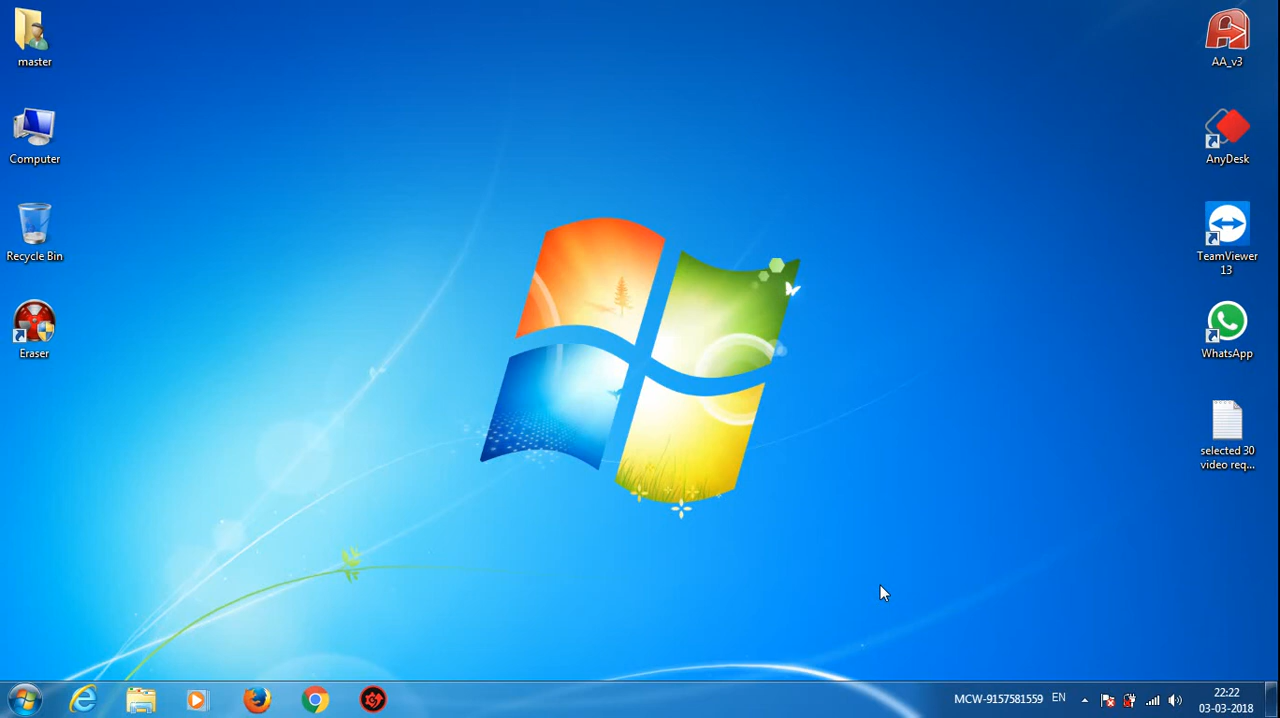 master
Computer
Recycle Bin
Eraser
AA_v3
AnyDesk
TeamViewer
13
WhatsApp
selected 30
video req...
MCW-9157581559
EN
22:22
03-03-2018